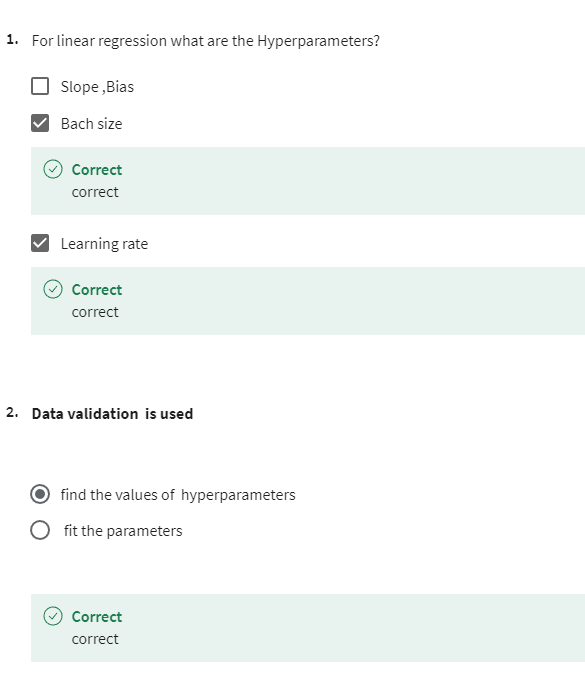 1. For linear regression what are the Hyperparameters?
Slope ,Bias
Bach size
Correct
correct
Learning rate
Correct
correct
2. Data validation is used
find the values of hyperparameters
fit the parameters
Correct
correct